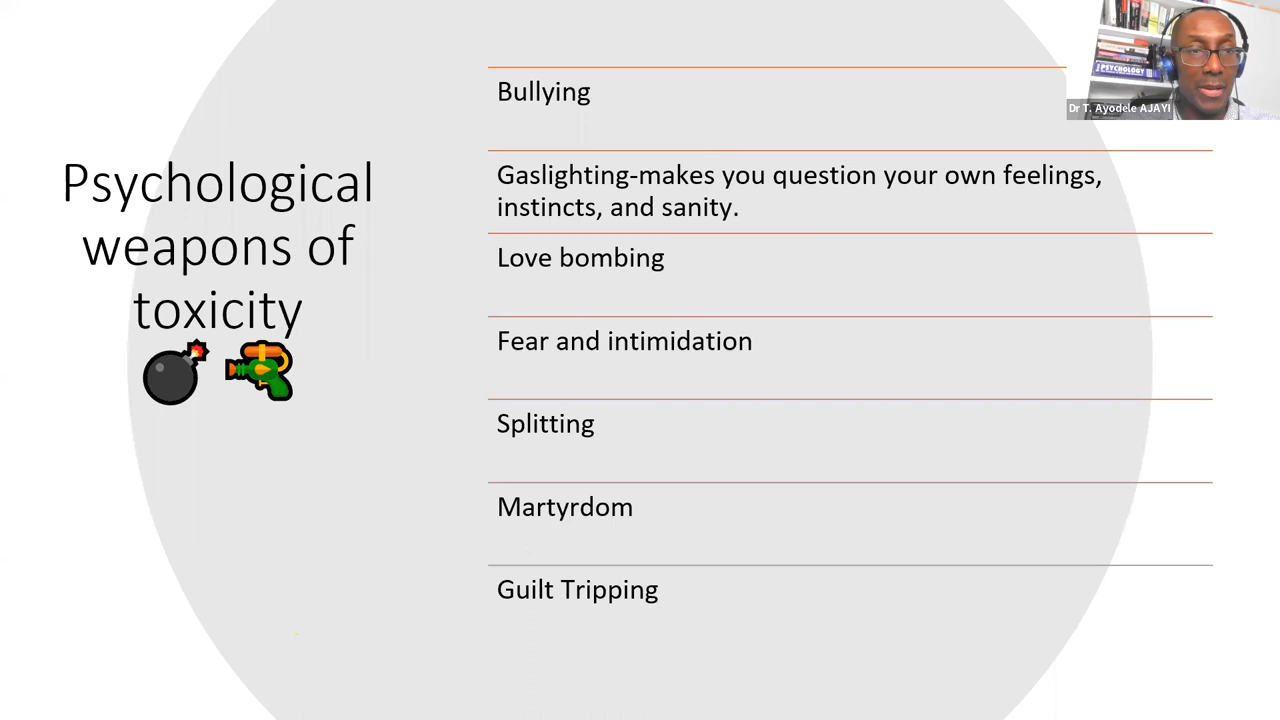 Psychological
weapons of
toxicity
Bullying
Gaslighting-makes you question your own feelings,
instincts, and sanity.
Love bombing
Fear and intimidation
Splitting
Martyrdom
Guilt Tripping
PSYCHOLOGY
Dr T. Ayodele AJAYI